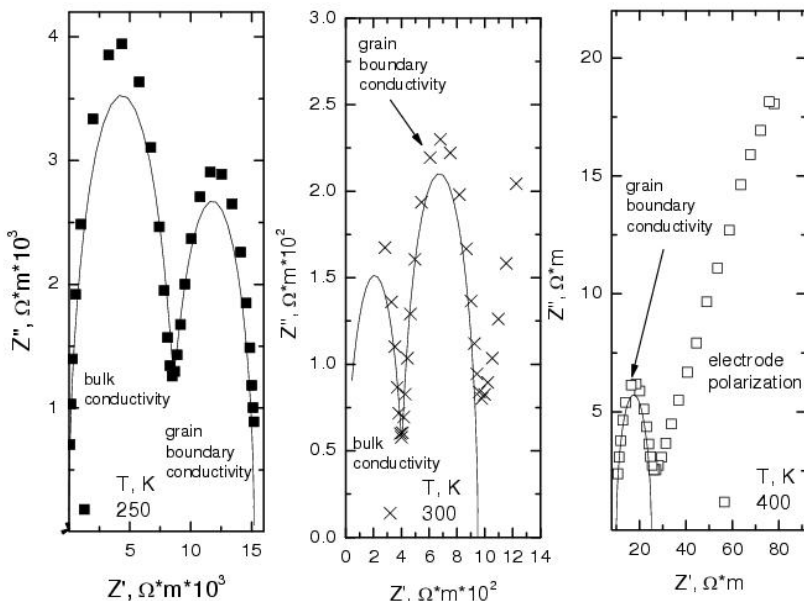 4
3
2
1
Z'', Ω*m*10³
bulk
conductivity
grain
boundary
conductivity
T, K
250
0
5
10
15
Z', Ω*m*10³
3.0
2.5
2.0
1.5
1.0
0.5
0.0
Z'', Ω*m*10²
grain
boundary
conductivity
bulk
conductivity
T, K
300
0
2
4
6
8
10
12
14
Z', Ω*m*10²
20
15
10
5
Z'', Ω*m
grain
boundary
conductivity
electrode
polarization
T, K
400
20
40
60
80
Z', Ω*m